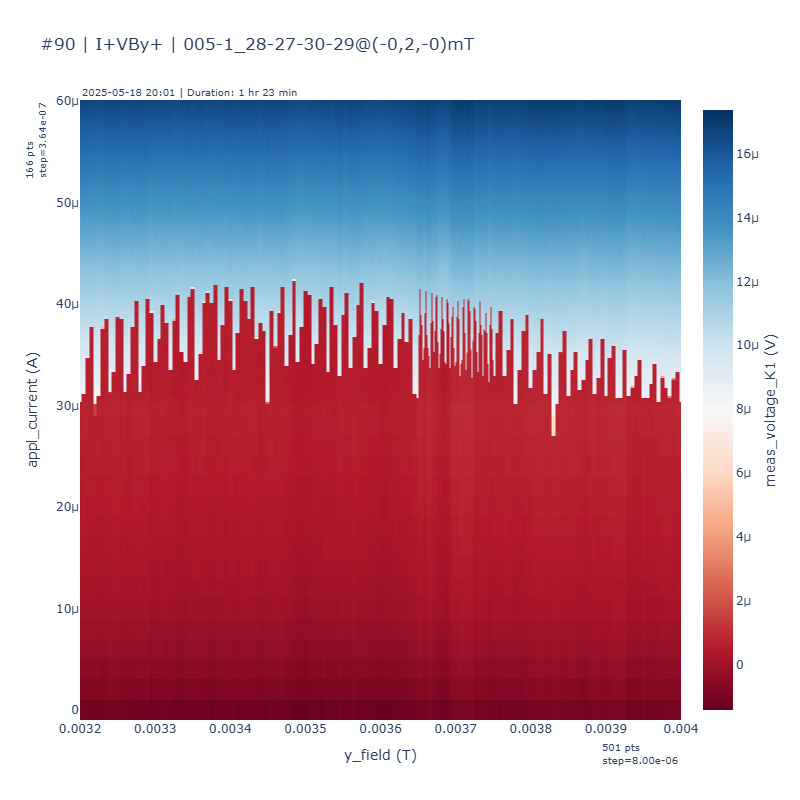 #90 | I+VBy+ | 005-1_28-27-30-29@(-0,2,-0)mT
2025-05-18 20:01 | Duration: 1 hr 23 min
166 pts
step=3.64e-07
60μ
50μ
40μ
30μ
20μ
10μ
0
appl_current (A)
0.0032
0.0033
0.0034
0.0035
0.0036
0.0037
0.0038
0.0039
0.004
y_field (T)
501 pts
step=8.00e-06
16μ
14μ
12μ
10μ
8μ
6μ
4μ
2μ
0
meas_voltage_K1 (V)